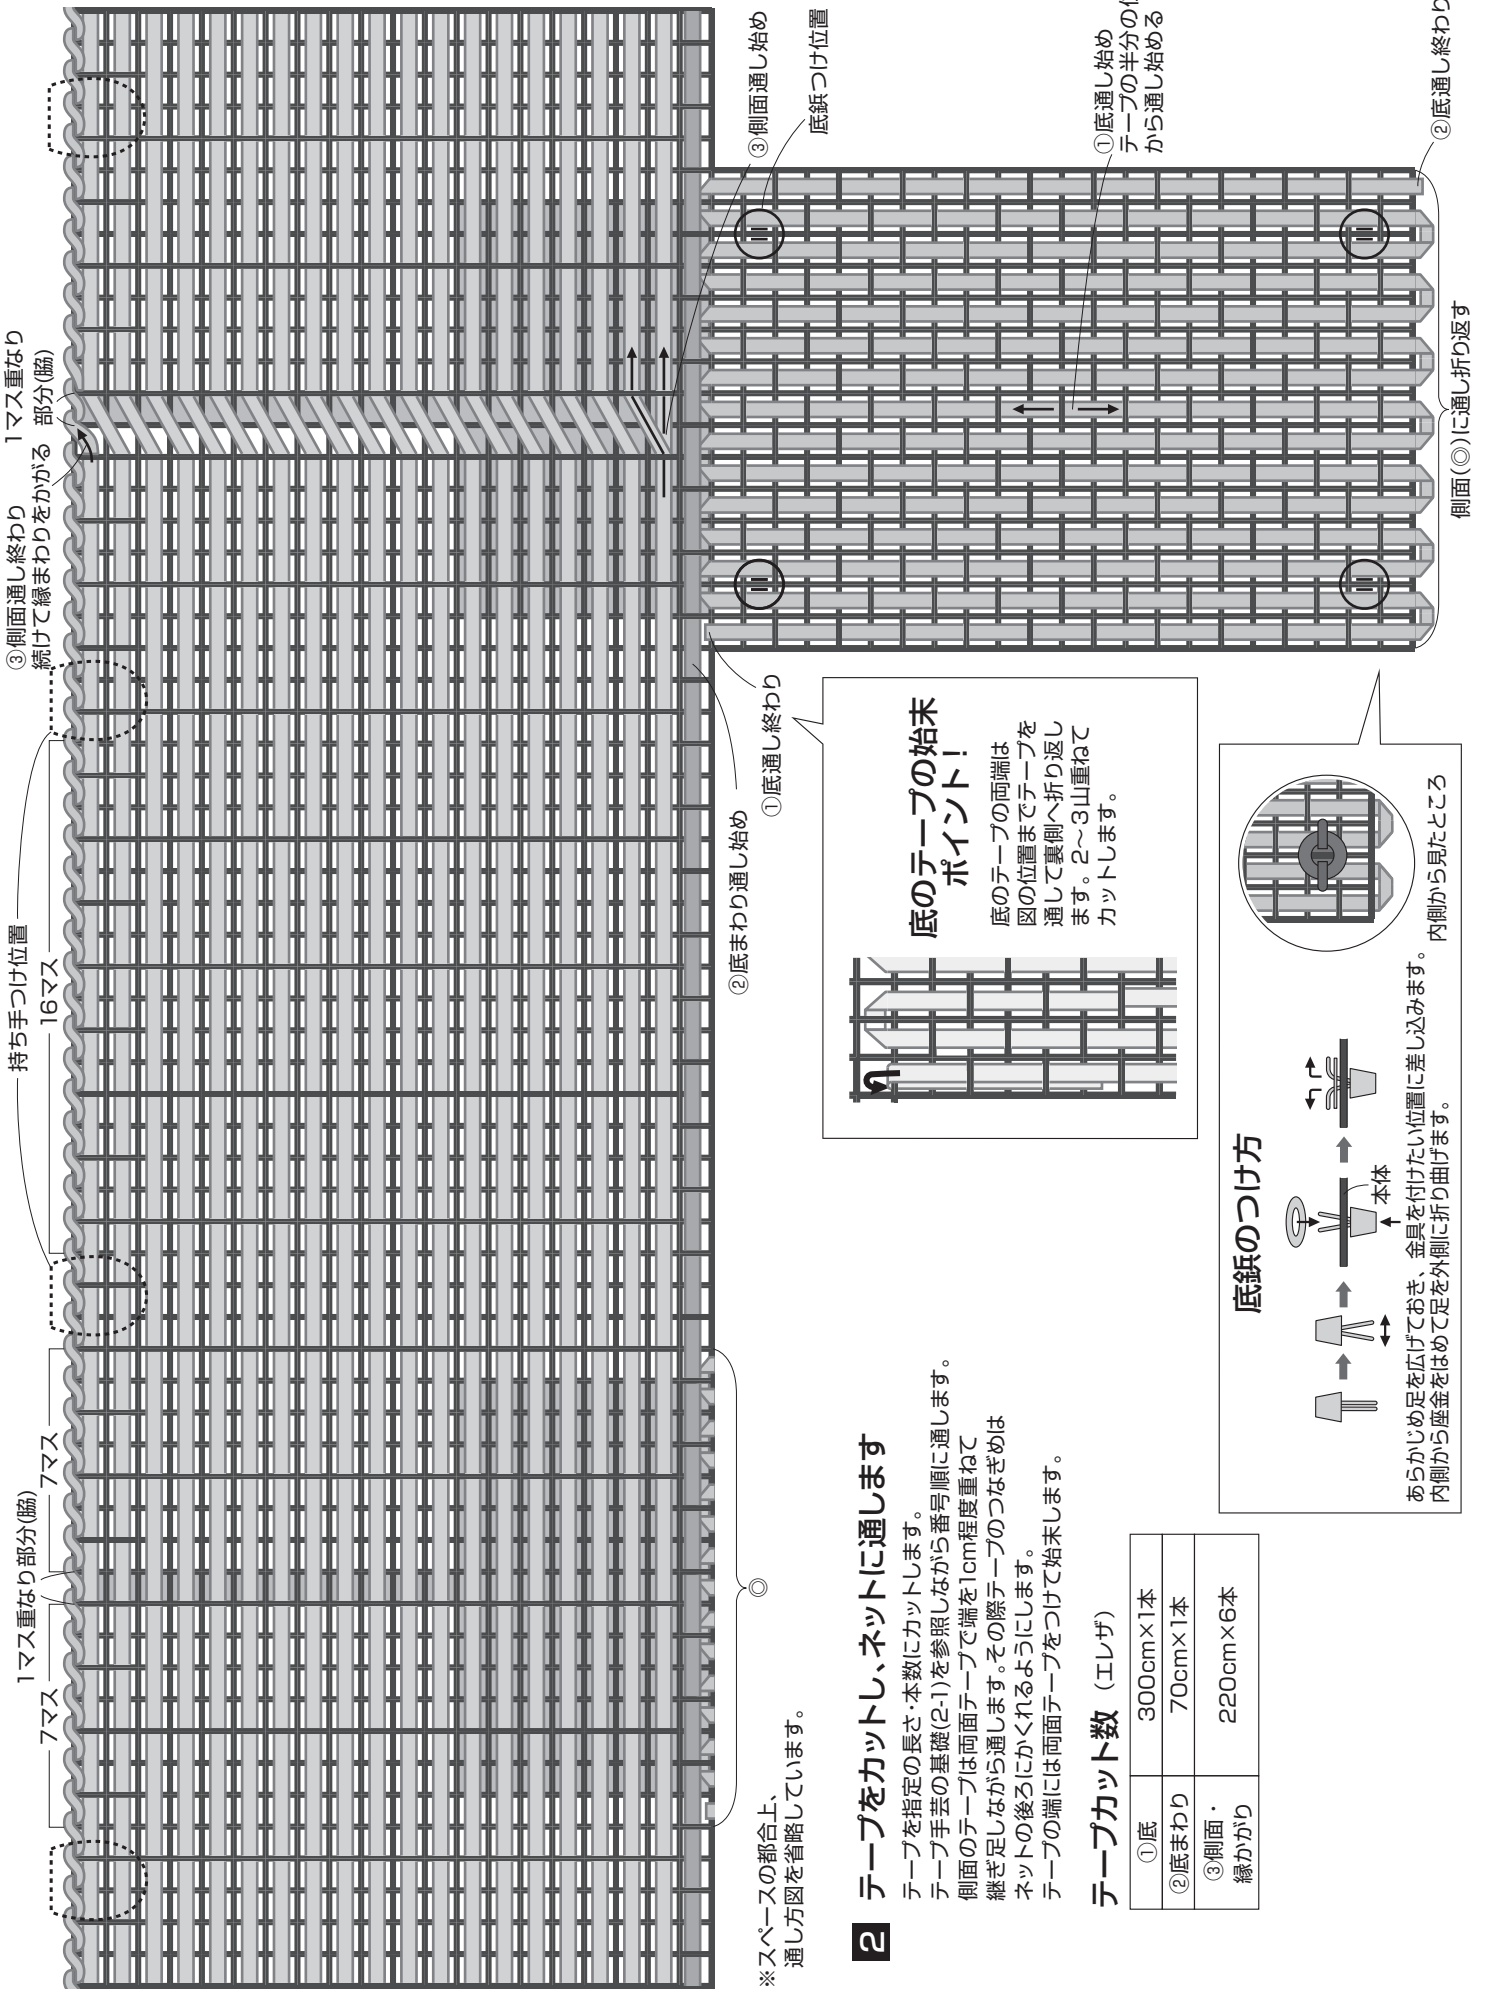 持ち手つけ位置
16マス
1マス重なり部分(脇)
7マス
7マス
③側面通し終わり
続けて縁まわりをかがる
1マス重なり
部分(脇)
③側面通し始め
底鋲つけ位置
②底まわり通し始め
①底通し終わり
①底通し始め
テープの半分の
から通し始める
②底通し終わり
側面(◎)に通し折り返す
◎
※スペースの都合上、
通し方図を省略しています。
2 テープをカットし、ネットに通します
テープを指定の長さ・本数にカットします。
テープ手芸の基礎(2-1)を参照しながら番号順に通します。
側面のテープは両面テープで端を1cm程度重ねて
継ぎ足しながら通します。その際テープのつなぎめは
ネットの後ろにかくれるようにします。
テープの端には両面テープをつけて始末します。
テープカット数(エレザ)
①底 300cm×1本
②底まわり 70cm×1本
③側面・
縁かがり 220cm×6本
底のテープの始末
ポイント！
底のテープの両端は
図の位置までテープを
通して裏側へ折り返し
ます。2〜3山重ねて
カットします。
底鋲のつけ方
本体
あらかじめ足を広げておき、金具を付けたい位置に差し込みます。
内側から座金をはめて足を外側に折り曲げます。
内側から見たところ